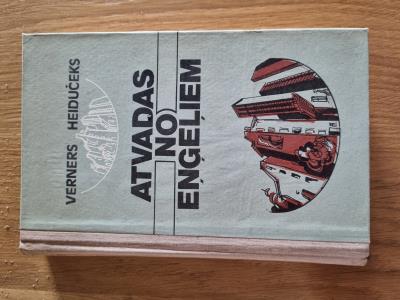 VERNERS HEIDUČEKS
ATVADAS
NO
EŅĢEĻIEM